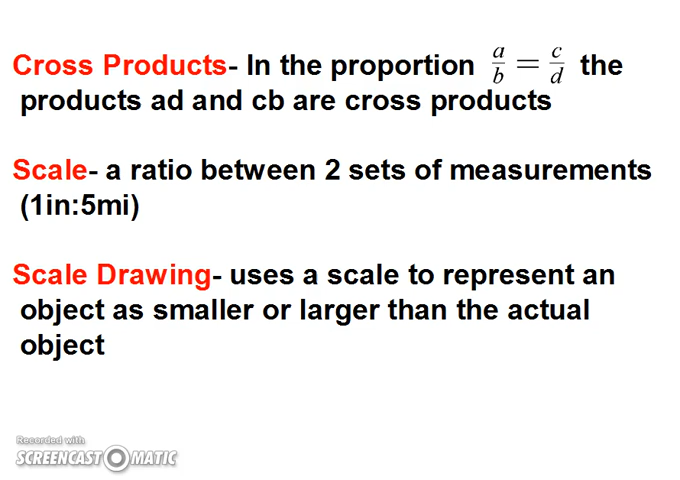 Cross Products- In the proportion a/b = c/d the
products ad and cb are cross products
Scale- a ratio between 2 sets of measurements
(1in:5mi)
Scale Drawing- uses a scale to represent an
object as smaller or larger than the actual
object
Recorded with
SCREENCAST O MATIC